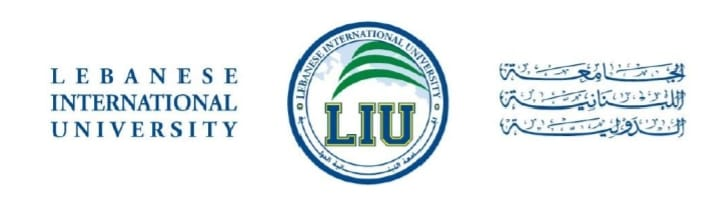 LEBANESE
INTERNATIONAL
UNIVERSITY
LEBANESE INTERNATIONAL UNIVERSITY
LIU
الجامعة
اللبنانية
الدولية